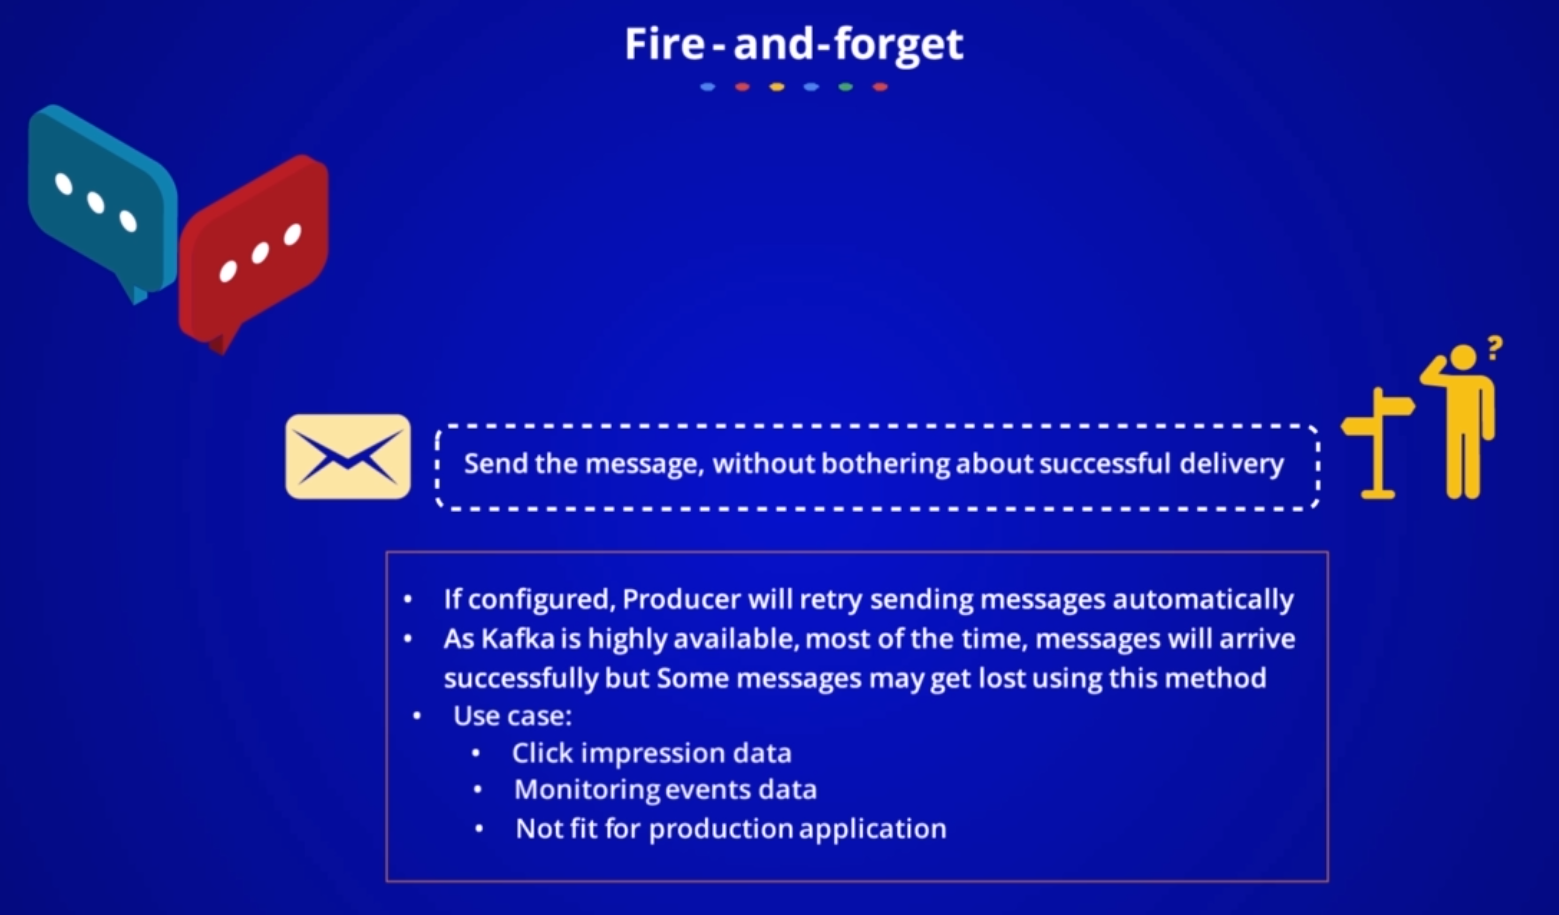 Fire - and - forget
?
Send the message, without bothering about successful delivery
• If configured, Producer will retry sending messages automatically
• As Kafka is highly available, most of the time, messages will arrive
successfully but Some messages may get lost using this method
• Use case:
• Click impression data
• Monitoring events data
• Not fit for production application